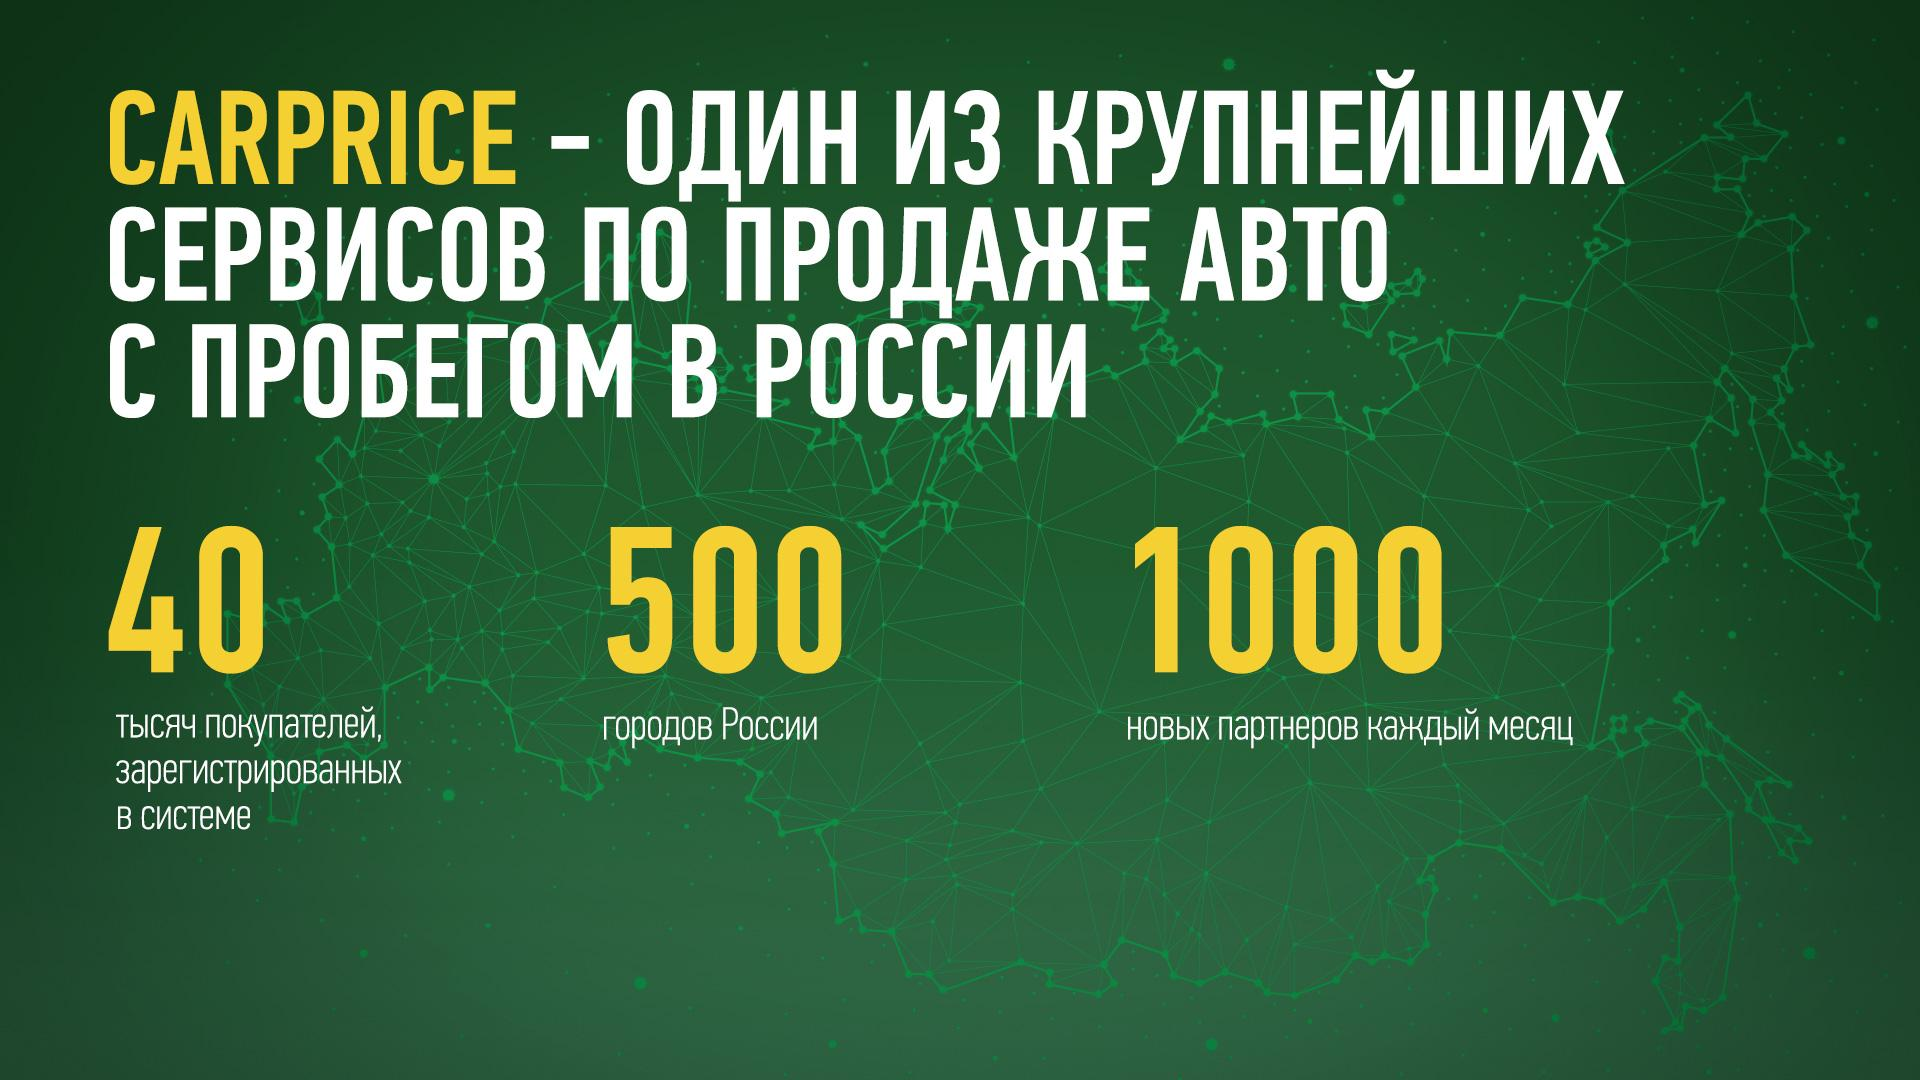 CARPRICE – ОДИН ИЗ КРУПНЕЙШИХ
СЕРВИСОВ ПО ПРОДАЖЕ АВТО
С ПРОБЕГОМ В РОССИИ
40
тысяч покупателей,
зарегистрированных
в системе
500
городов России
1000
новых партнеров каждый месяц